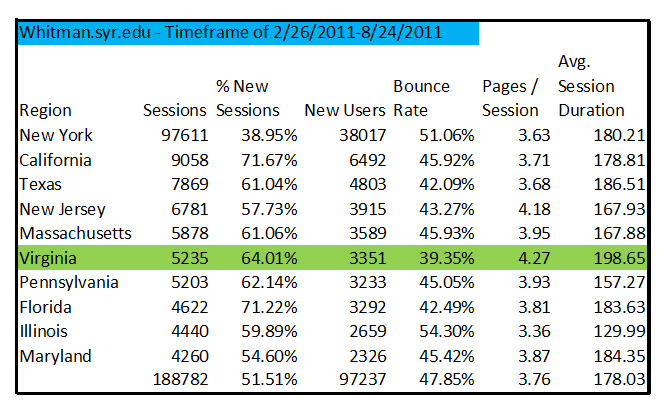 Whitman.syr.edu - Timeframe of 2/26/2011-8/24/2011
Region Sessions % New Sessions New Users Bounce Rate Pages / Session Avg. Session Duration
New York 97611 38.95% 38017 51.06% 3.63 180.21
California 9058 71.67% 6492 45.92% 3.71 178.81
Texas 7869 61.04% 4803 42.09% 3.68 186.51
New Jersey 6781 57.73% 3915 43.27% 4.18 167.93
Massachusetts 5878 61.06% 3589 45.93% 3.95 167.88
Virginia 5235 64.01% 3351 39.35% 4.27 198.65
Pennsylvania 5203 62.14% 3233 45.05% 3.93 157.27
Florida 4622 71.22% 3292 42.49% 3.81 183.63
Illinois 4440 59.89% 2659 54.30% 3.36 129.99
Maryland 4260 54.60% 2326 45.42% 3.87 184.35
188782 51.51% 97237 47.85% 3.76 178.03